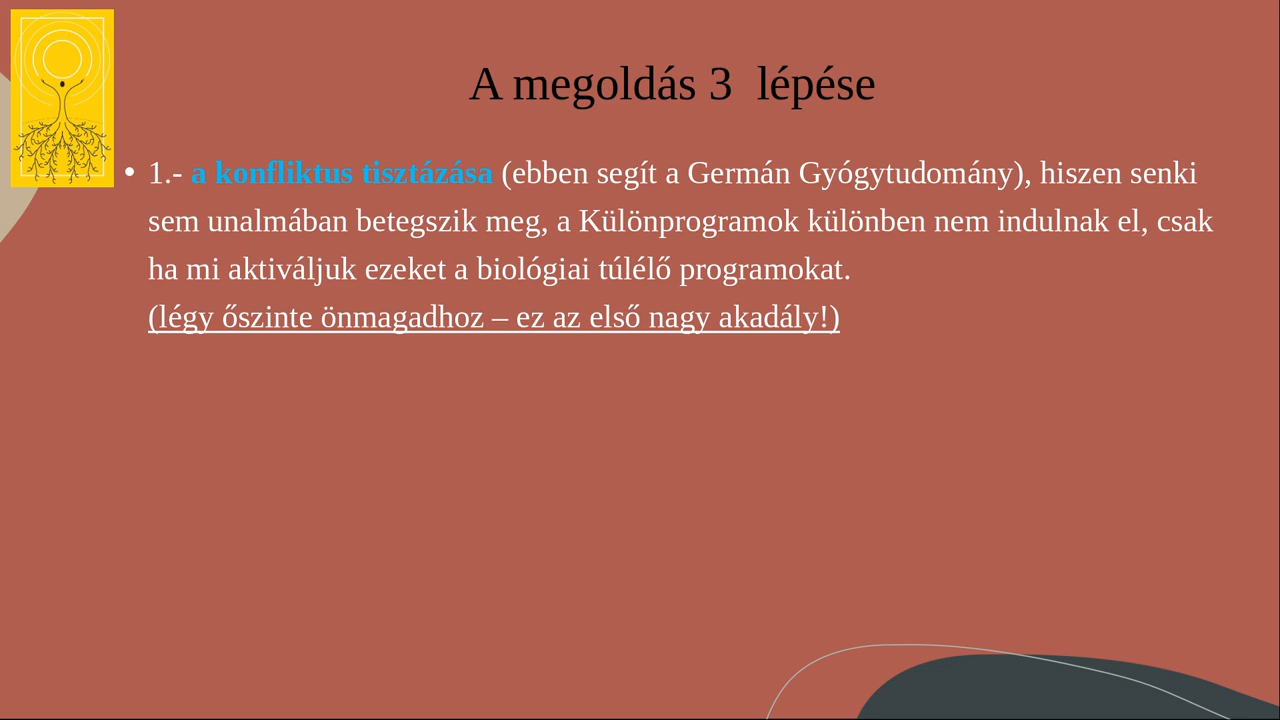 A megoldás 3  lépése
• 1.- a konfliktus tisztázása (ebben segít a Germán Gyógytudomány), hiszen senki
sem unalmában betegszik meg, a Különprogramok különben nem indulnak el, csak
ha mi aktiváljuk ezeket a biológiai túlélő programokat.
(légy őszinte önmagadhoz – ez az első nagy akadály!)